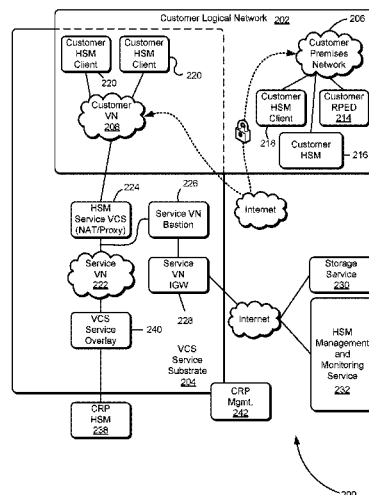 Customer Logical Network 202
206
Customer
HSM
Client
Customer
HSM
Client
220
220
Customer
VN
208
Customer
Premises
Network
Customer
HSM
Client
218
Customer
RPED
214
Customer
HSM
216
224
HSM
Service VCS
(NAT/Proxy)
226
Service VN
Bastion
Internet
Service
VN
222
Service
VN
IGW
228
Storage
Service
230
Internet
VCS
Service
Overlay
240
HSM
Management
and
Monitoring
Service
232
VCS
Service
Substrate
204
CRP
HSM
238
CRP
Mgmt.
242
200